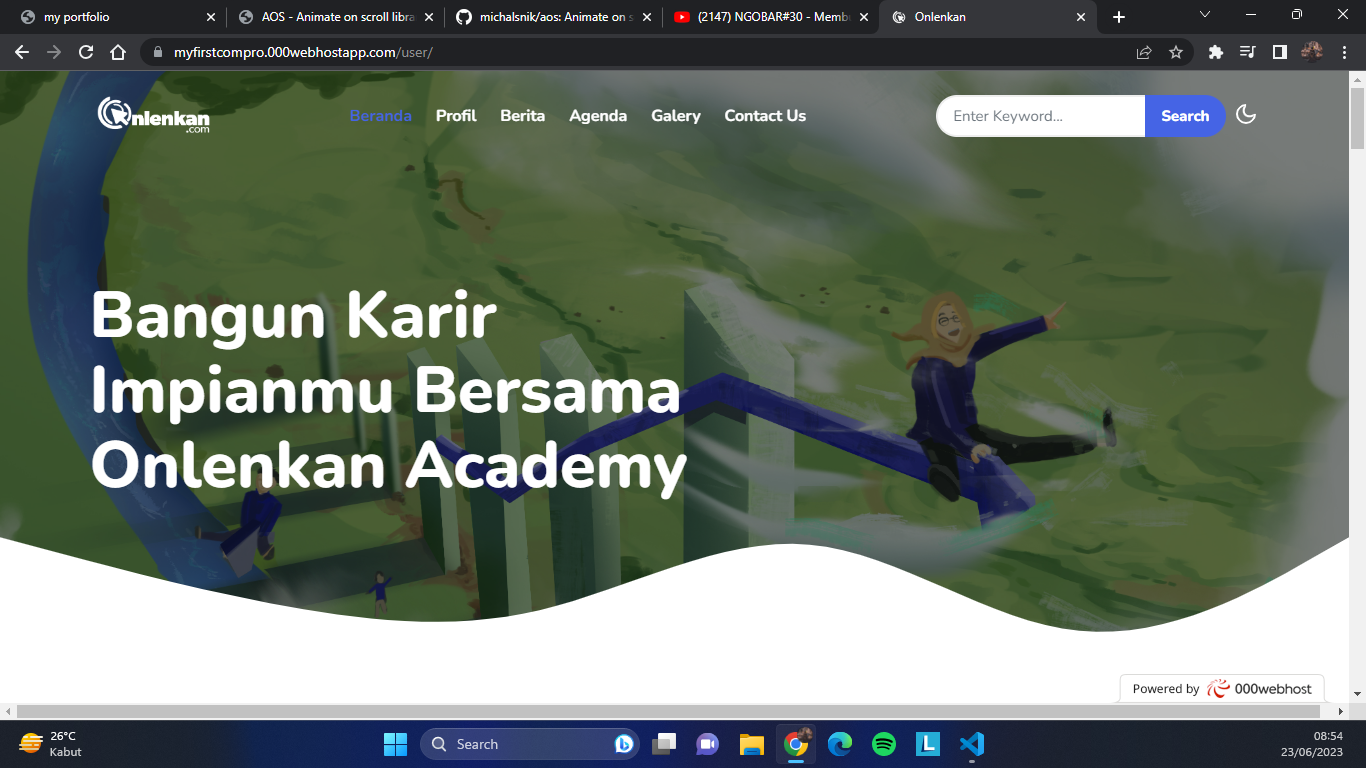 my portfolio
AOS - Animate on scroll libra
michalsnik/aos: Animate on s
(2147) NGOBAR#30 - Memb
Onlenkan
myfirstcompro.000webhostapp.com/user/
Onlenkan
.com
Beranda Profil Berita Agenda Galery Contact Us
Enter Keyword... Search
Bangun Karir
Impianmu Bersama
Onlenkan Academy
Powered by 000webhost
26°C
Kabut
Search
L
08:54
23/06/2023